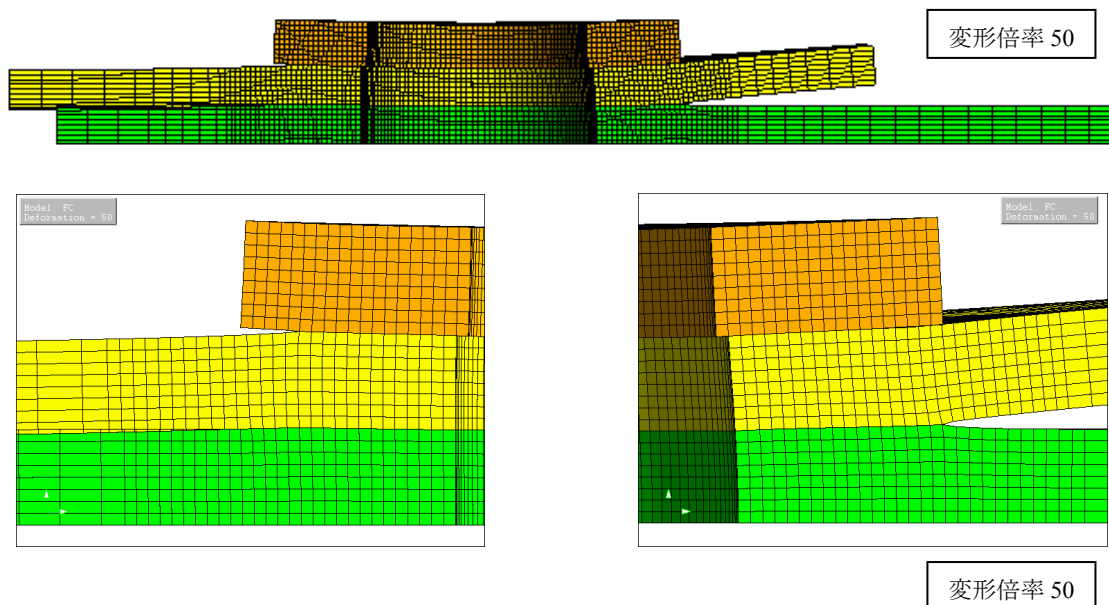 変形倍率 50
Model: FC
Deformation = 50
Model: FC
Deformation = 50
変形倍率 50